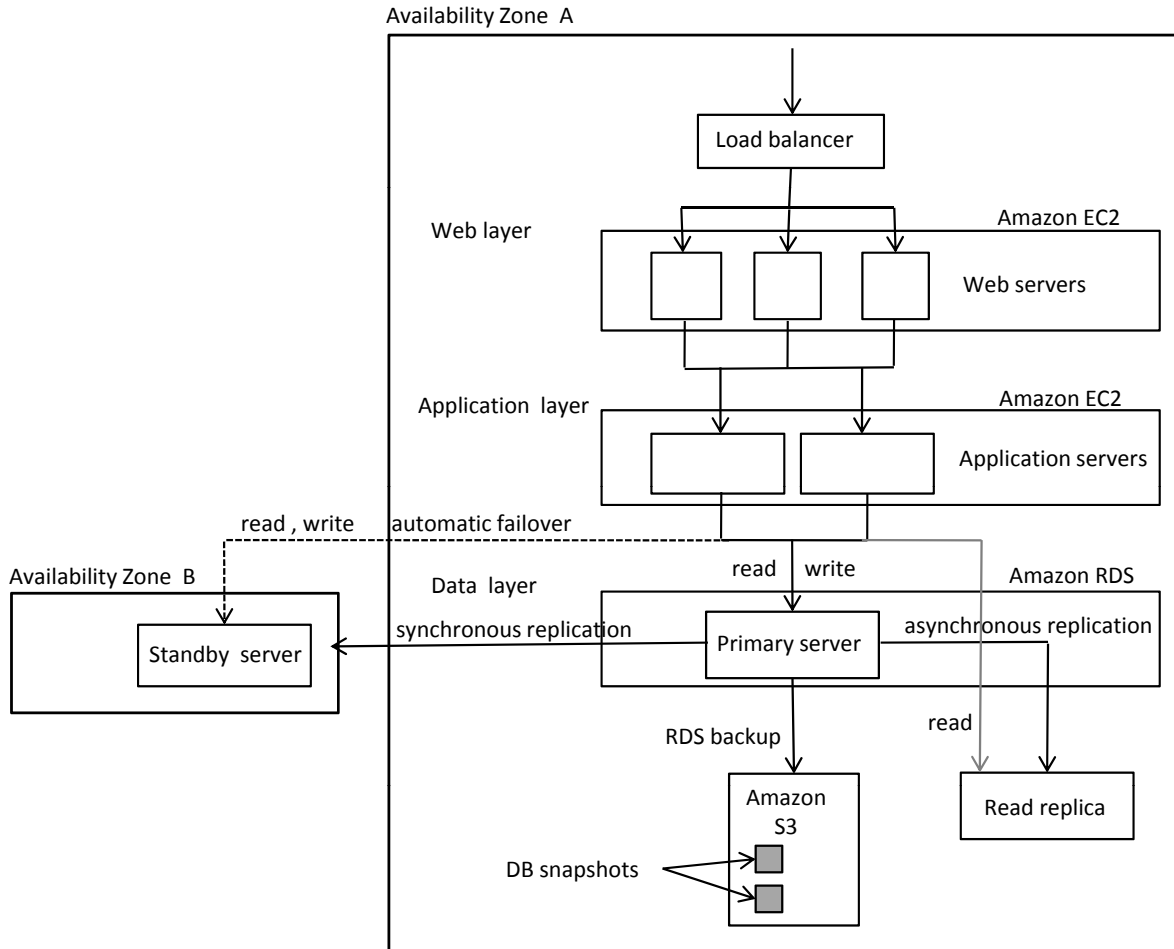 Availability Zone A
Load balancer
Amazon EC2
Web layer
Web servers
Amazon EC2
Application layer
Application servers
read , write automatic failover
Availability Zone B
read write
Amazon RDS
Data layer
synchronous replication
asynchronous replication
Standby server
Primary server
RDS backup
read
Amazon
S3
Read replica
DB snapshots